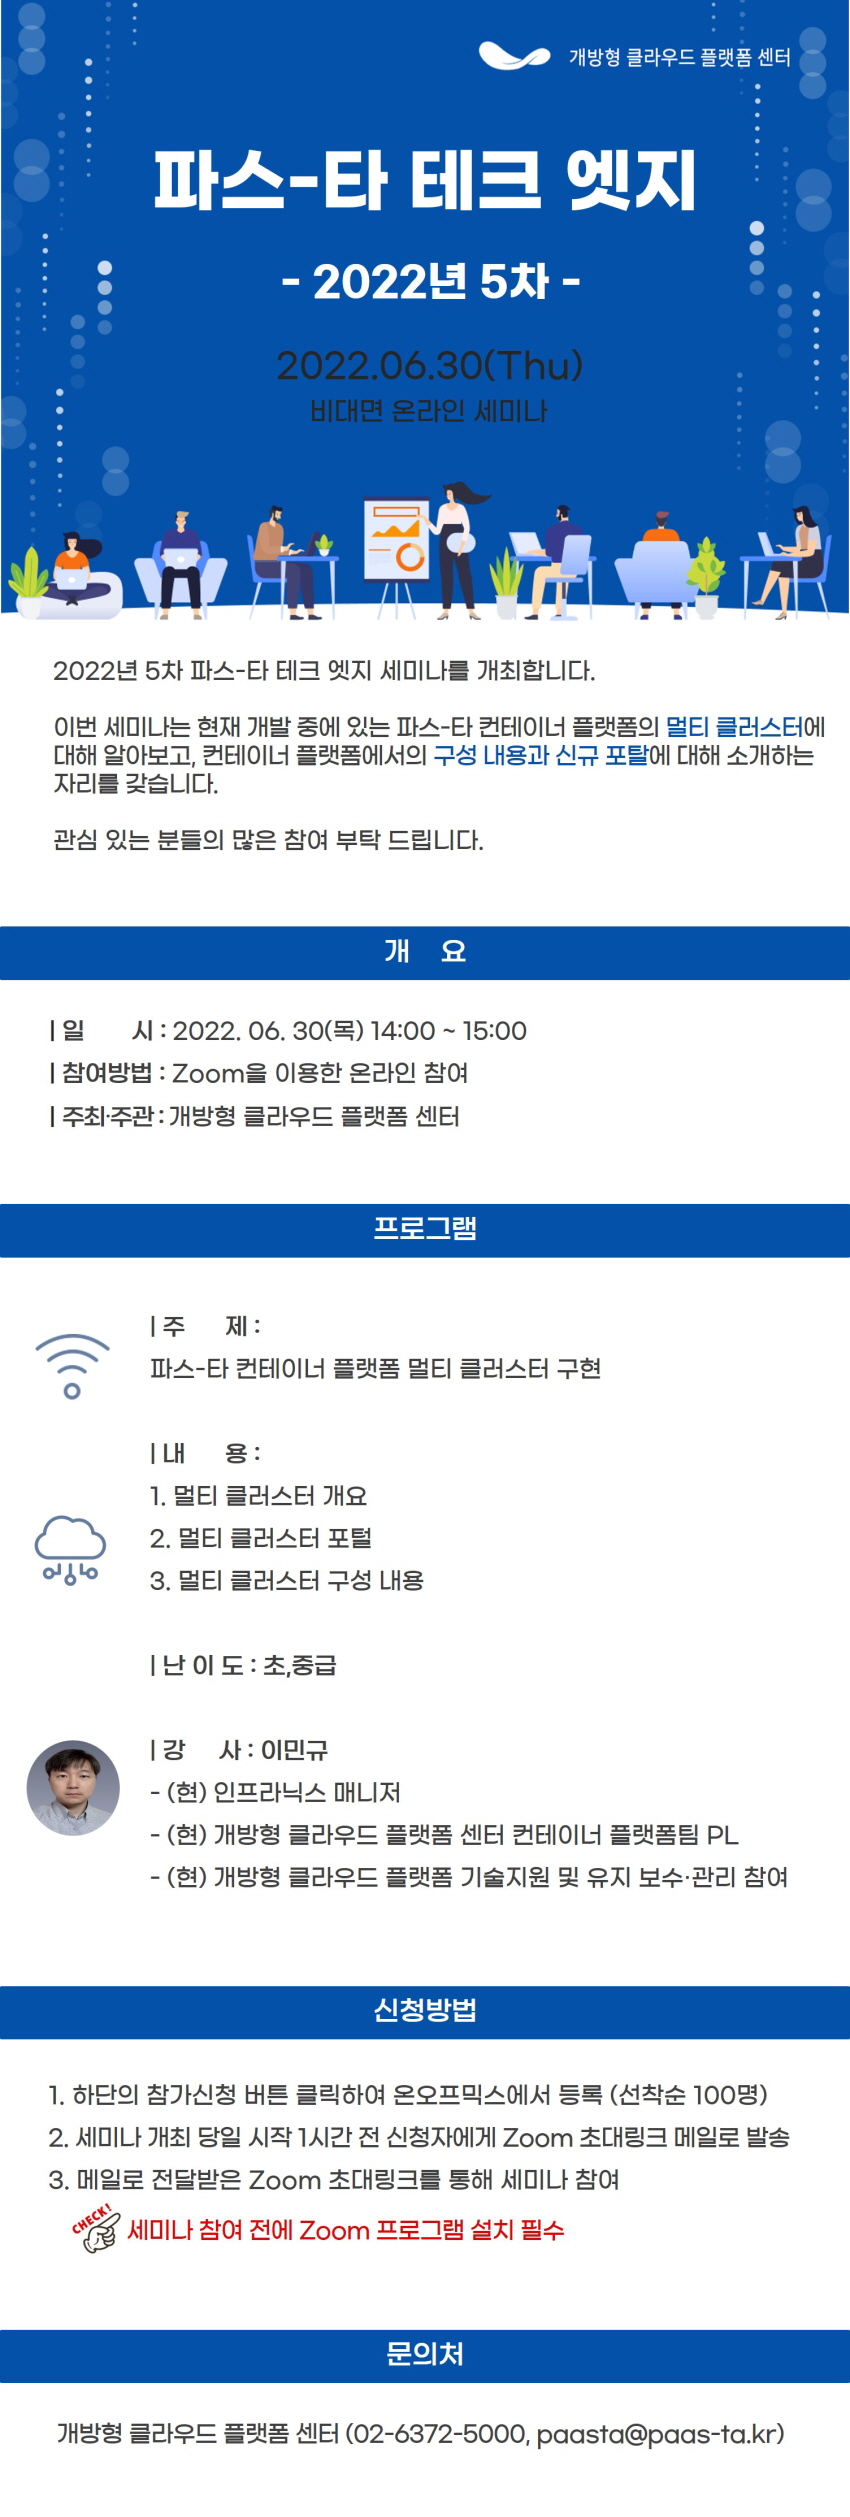 개방형 클라우드 플랫폼 센터
파스-타 테크 엣지
- 2022년 5차 -
2022.06.30(Thu)
비대면 온라인 세미나
2022년 5차 파스-타 테크 엣지 세미나를 개최합니다.
이번 세미나는 현재 개발 중에 있는 파스-타 컨테이너 플랫폼의 멀티 클러스터에
대해 알아보고, 컨테이너 플랫폼에서의 구성 내용과 신규 포탈에 대해 소개하는
자리를 갖습니다.
관심 있는 분들의 많은 참여 부탁 드립니다.
개 요
| 일 시 : 2022. 06. 30(목) 14:00 ~ 15:00
| 참여방법 : Zoom을 이용한 온라인 참여
| 주최·주관 : 개방형 클라우드 플랫폼 센터
프로그램
| 주 제 :
파스-타 컨테이너 플랫폼 멀티 클러스터 구현
| 내 용 :
1. 멀티 클러스터 개요
2. 멀티 클러스터 포털
3. 멀티 클러스터 구성 내용
| 난 이 도 : 초,중급
| 강 사 : 이민규
- (현) 인프라닉스 매니저
- (현) 개방형 클라우드 플랫폼 센터 컨테이너 플랫폼팀 PL
- (현) 개방형 클라우드 플랫폼 기술지원 및 유지 보수·관리 참여
신청방법
1. 하단의 참가신청 버튼 클릭하여 온오프믹스에서 등록 (선착순 100명)
2. 세미나 개최 당일 시작 1시간 전 신청자에게 Zoom 초대링크 메일로 발송
3. 메일로 전달받은 Zoom 초대링크를 통해 세미나 참여
CHECK! 세미나 참여 전에 Zoom 프로그램 설치 필수
문의처
개방형 클라우드 플랫폼 센터 (02-6372-5000, paasta@paas-ta.kr)